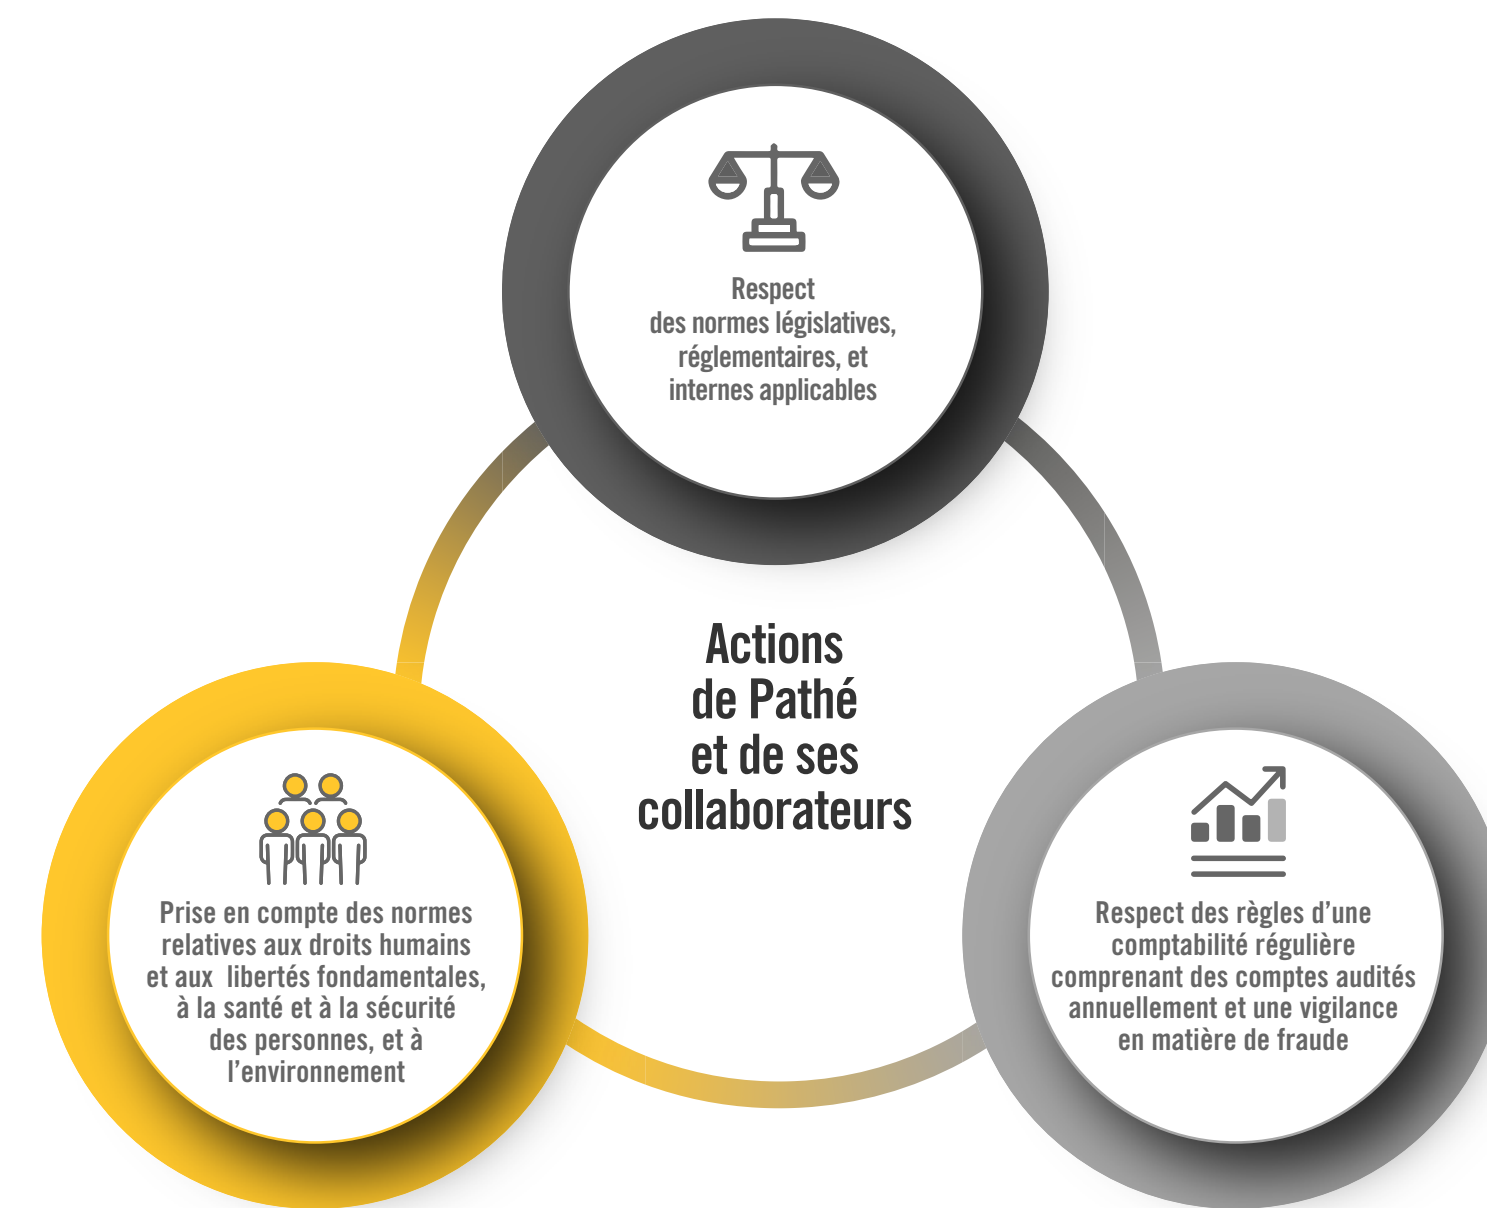 Respect
des normes législatives,
réglementaires, et
internes applicables
Actions
de Pathé
et de ses
collaborateurs
Prise en compte des normes
relatives aux droits humains
et aux libertés fondamentales,
à la santé et à la sécurité
des personnes, et à
l’environnement
Respect des règles d’une
comptabilité régulière
comprenant des comptes audités
annuellement et une vigilance
en matière de fraude